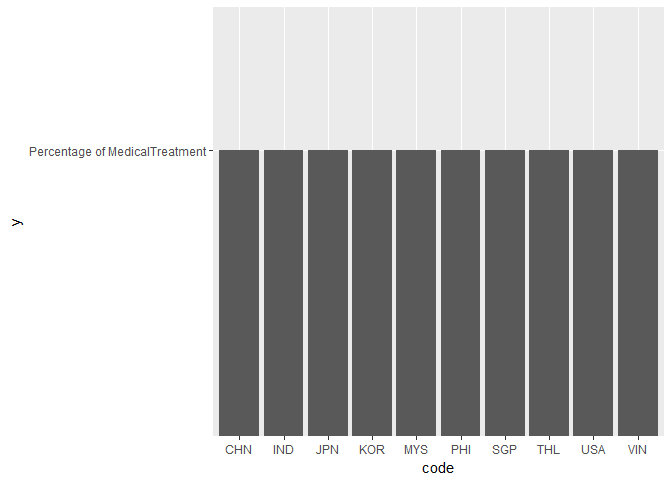 Percentage of MedicalTreatment
y
CHN IND JPN KOR MYS PHI SGP THL USA VIN
code